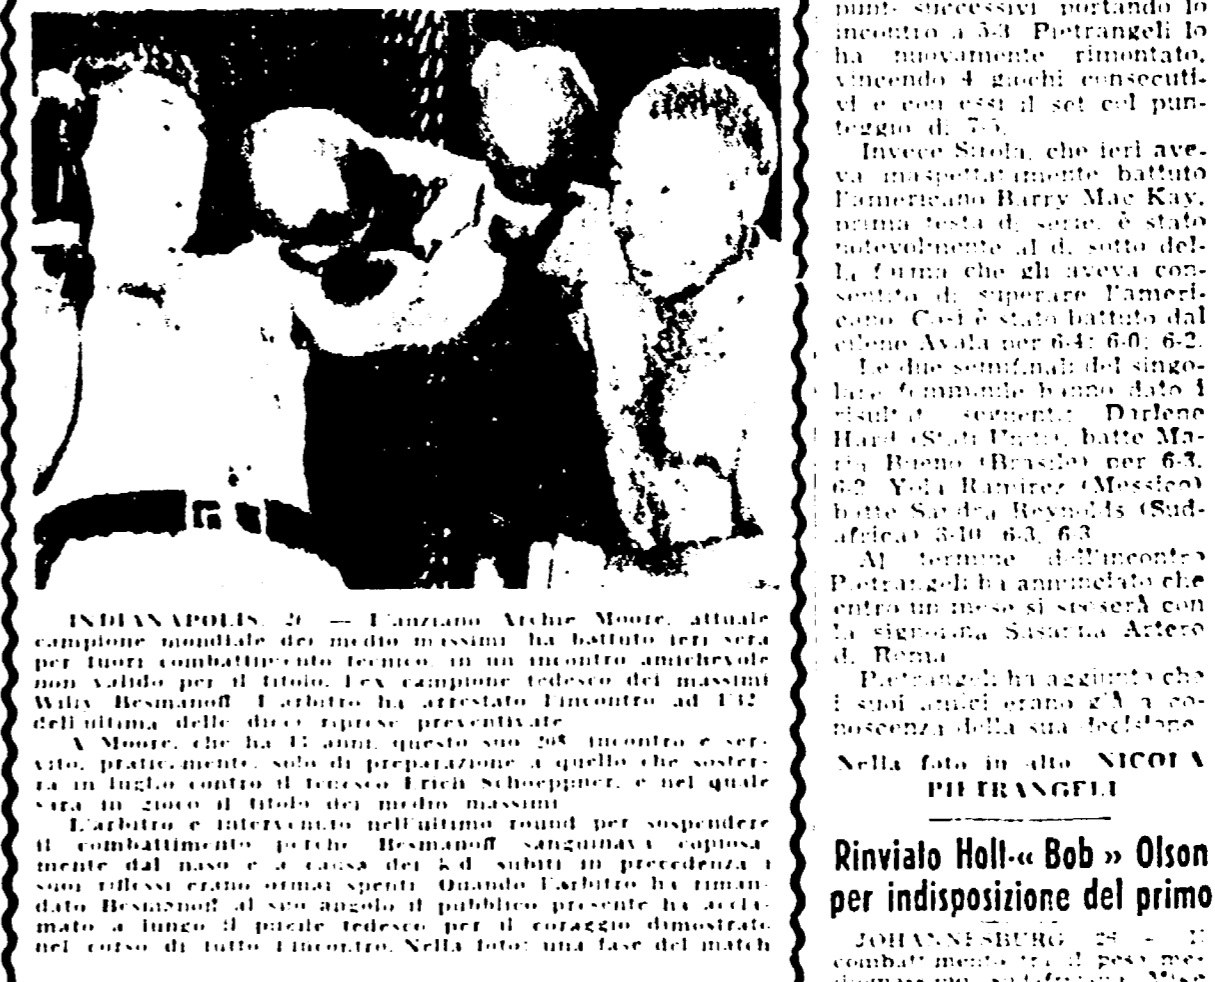 INDIANAPOLIS, 26 — L'anziano Archie Moore, attuale
campione mondiale dei medio massimi ha battuto ieri sera
per fuori combattimento tecnico, in un incontro amichevole
non valido per il titolo, l'ex campione tedesco dei massimi
Willy Besmanoff. L'arbitro ha arrestato l'incontro ad 1'32"
dell'ultima delle dieci riprese preventivate
A Moore, che ha anni, questo suo incontro è ser-
vito, praticamente, solo di preparazione a quello che soster-
rà in luglio contro il tedesco Erich Schoeppner, e nel quale
sarà in gioco il titolo dei medio massimi
L'arbitro è intervenuto nell'ultimo round per sospendere
il combattimento perchè Besmanoff sanguinava copiosa-
mente dal naso e a causa dei k.d. subiti in precedenza i
suoi riflessi erano ormai spenti. Quando l'arbitro ha riman-
dato Besmanoff al suo angolo il pubblico presente ha accla-
mato a lungo il pugile tedesco per il coraggio dimostrato
nel corso di tutto l'incontro. Nella foto: una fase del match
punti successivi portando lo
incontro a 5-3. Pietrangeli lo
ha nuovamente rimontato,
vincendo 4 giuochi consecuti-
vi e con essi il set col pun-
teggio di 7-5.
Invece Sirola, che ieri ave-
va inaspettatamente battuto
l'americano Barry Mac Kay,
prima testa di serie, è stato
notevolmente al di sotto del-
la forma che gli aveva con-
sentito di superare l'ameri-
cano. Così è stato battuto dal
cileno Ayala per 6-4; 6-0; 6-2.
Le due semifinali del singo-
lare femminile hanno dato i
risultati seguenti: Darlene
Hard (Stati Uniti), batte Ma-
ria Bueno (Brasile) per 6-3,
6-2. Yola Ramirez (Messico)
batte Sandra Reynolds (Sud-
africa) 8-10, 6-3, 6-3
Al termine dell'incontro
Pietrangeli ha annunciato che
entro un mese si sposerà con
la signorina Susanna Artero
di Roma
Pietrangeli ha aggiunto che
i suoi amici erano già a co-
noscenza della sua decisione.
Nella foto in alto NICOLA
PIETRANGELI
Rinviato Holl-« Bob » Olson
per indisposizione del primo
JOHANNESBURG 26 - Il
combattimento tra il peso me-